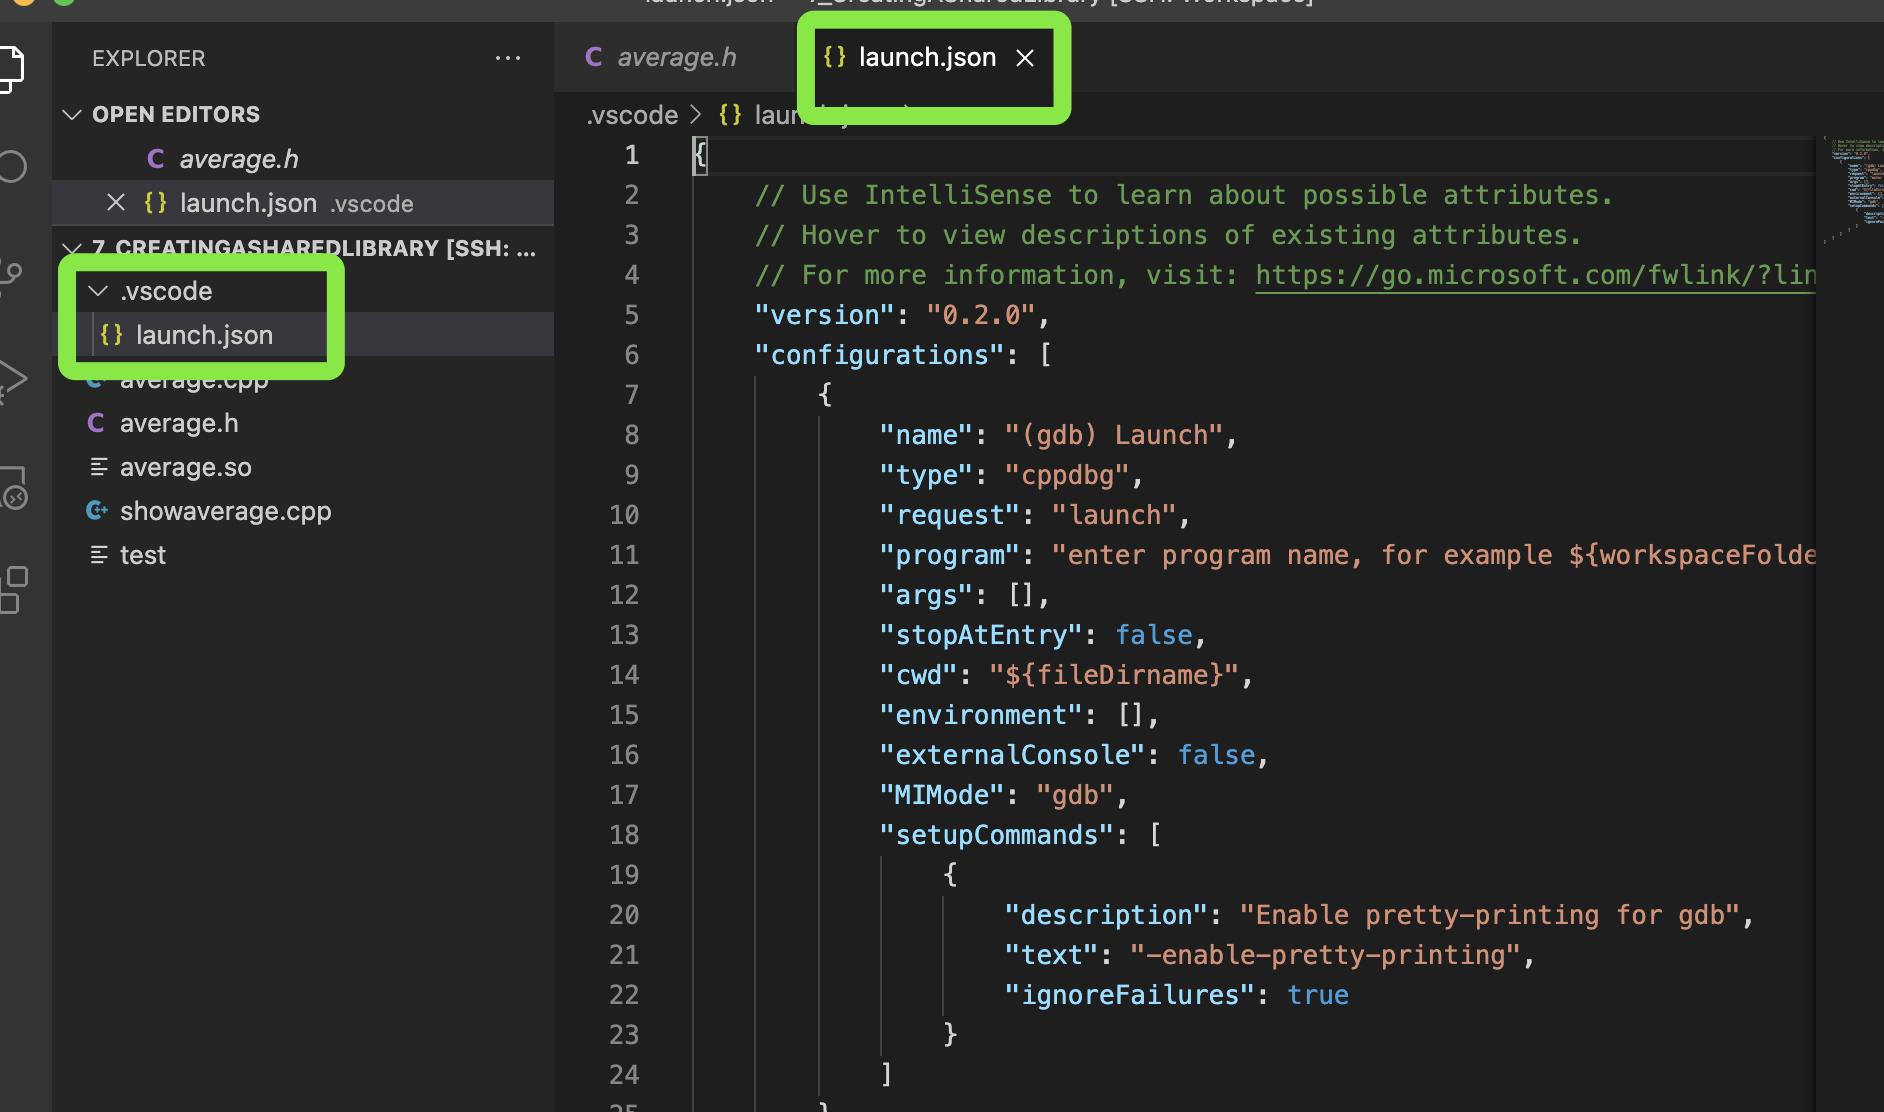 EXPLORER
...
OPEN EDITORS
C average.h
{} launch.json .vscode
7_CREATINGASHAREDLIBRARY [SSH: ...
.vscode
{} launch.json
average.cpp
C average.h
average.so
showaverage.cpp
test
C average.h
{} launch.json
.vscode > {}
1 {
2 // Use IntelliSense to learn about possible attributes.
3 // Hover to view descriptions of existing attributes.
4 // For more information, visit: https://go.microsoft.com/fwlink/?lin
5 "version": "0.2.0",
6 "configurations": [
7 {
8 "name": "(gdb) Launch",
9 "type": "cppdbg",
10 "request": "launch",
11 "program": "enter program name, for example ${workspaceFolde
12 "args": [],
13 "stopAtEntry": false,
14 "cwd": "${fileDirname}",
15 "environment": [],
16 "externalConsole": false,
17 "MIMode": "gdb",
18 "setupCommands": [
19 {
20 "description": "Enable pretty-printing for gdb",
21 "text": "-enable-pretty-printing",
22 "ignoreFailures": true
23 }
24 ]